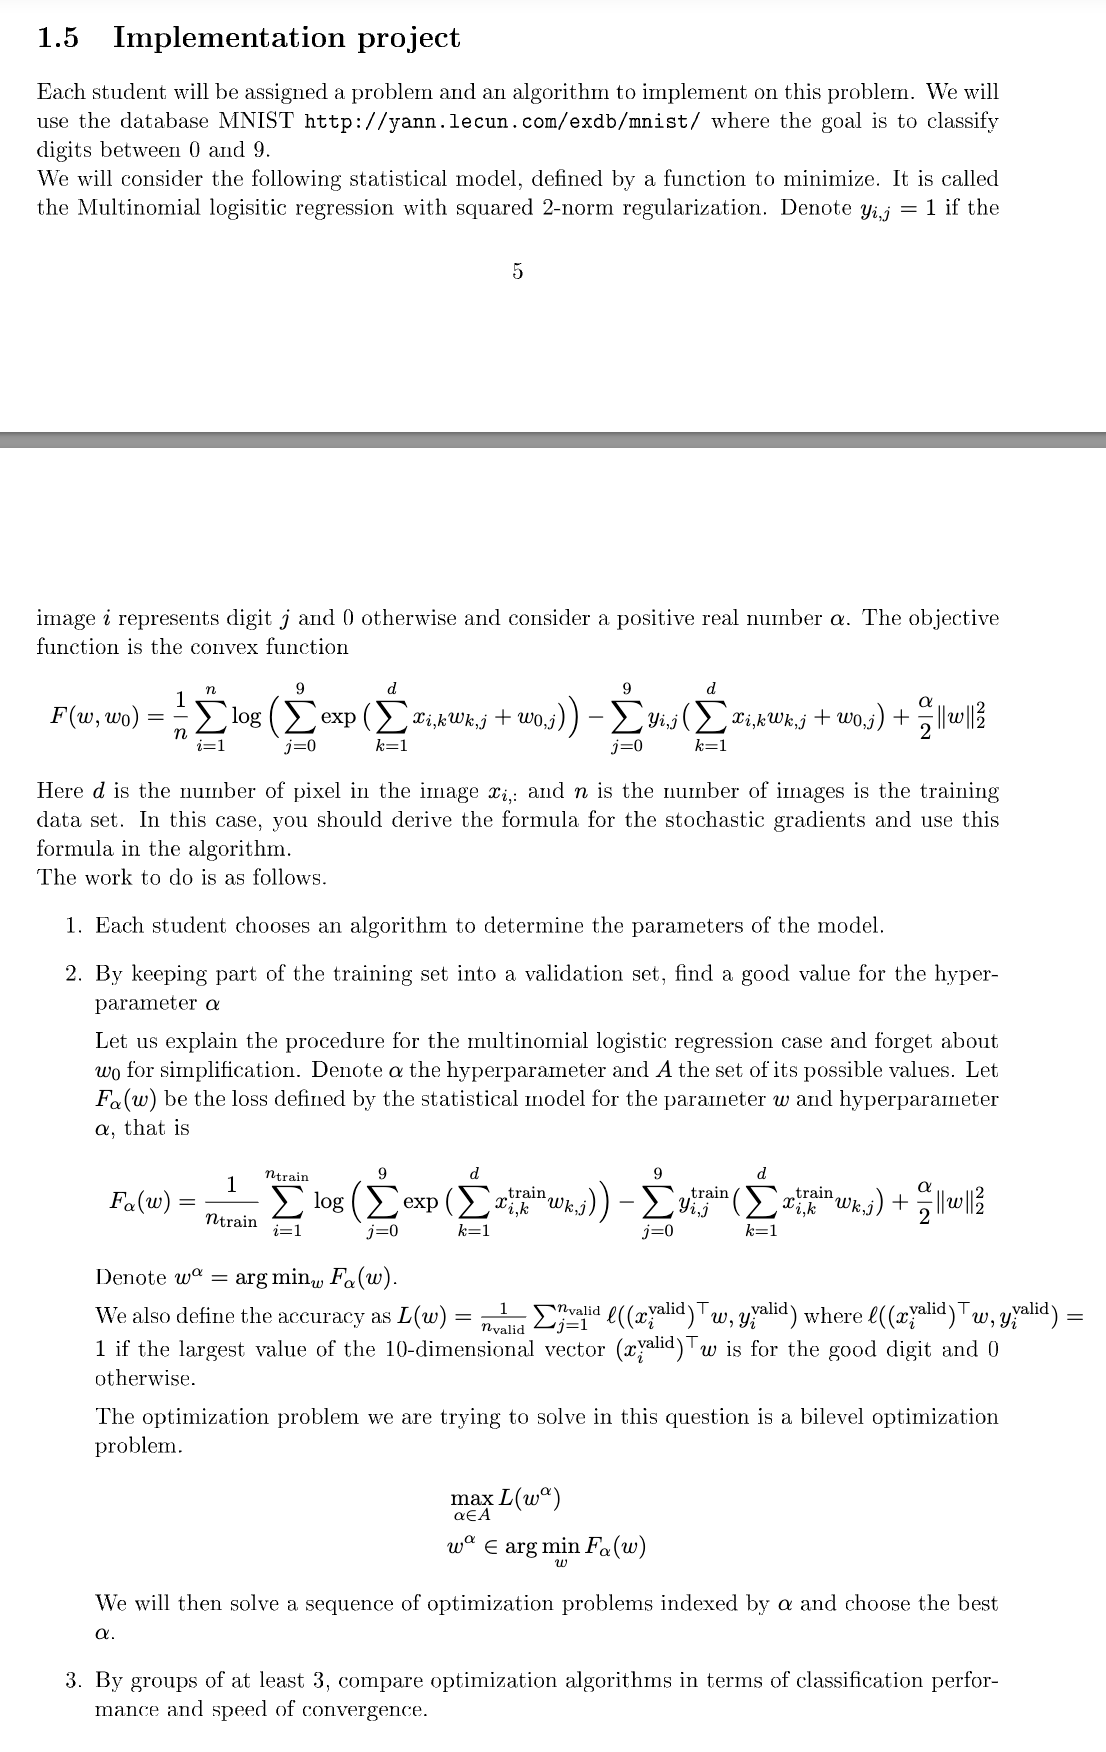 1.5 Implementation project
Each student will be assigned a problem and an algorithm to implement on this problem. We will
use the database MNIST http://yann.lecun.com/exdb/mnist/ where the goal is to classify
digits between 0 and 9.
We will consider the following statistical model, defined by a function to minimize. It is called
the Multinomial logisitic regression with squared 2-norm regularization. Denote $y_{i,j} = 1$ if the
5
image $i$ represents digit $j$ and 0 otherwise and consider a positive real number $\alpha$. The objective
function is the convex function
$F(w, w_0) = \frac{1}{n} \sum_{i=1}^{n} \log \Big( \sum_{j=0}^{9} \exp \big( \sum_{k=1}^{d} x_{i,k} w_{k,j} + w_{0,j} \big) \Big) - \sum_{j=0}^{9} y_{i,j} \big( \sum_{k=1}^{d} x_{i,k} w_{k,j} + w_{0,j} \big) + \frac{\alpha}{2} \|w\|_2^2$
Here $d$ is the number of pixel in the image $x_{i,:}$ and $n$ is the number of images is the training
data set. In this case, you should derive the formula for the stochastic gradients and use this
formula in the algorithm.
The work to do is as follows.
1. Each student chooses an algorithm to determine the parameters of the model.
2. By keeping part of the training set into a validation set, find a good value for the hyper-
parameter $\alpha$
Let us explain the procedure for the multinomial logistic regression case and forget about
$w_0$ for simplification. Denote $\alpha$ the hyperparameter and $A$ the set of its possible values. Let
$F_\alpha(w)$ be the loss defined by the statistical model for the parameter $w$ and hyperparameter
$\alpha$, that is
$F_\alpha(w) = \frac{1}{n_{\text{train}}} \sum_{i=1}^{n_{\text{train}}} \log \Big( \sum_{j=0}^{9} \exp \big( \sum_{k=1}^{d} x_{i,k}^{\text{train}} w_{k,j} \big) \Big) - \sum_{j=0}^{9} y_{i,j}^{\text{train}} \big( \sum_{k=1}^{d} x_{i,k}^{\text{train}} w_{k,j} \big) + \frac{\alpha}{2} \|w\|_2^2$
Denote $w^\alpha = \arg\min_w F_\alpha(w)$.
We also define the accuracy as $L(w) = \frac{1}{n_{\text{valid}}} \sum_{j=1}^{n_{\text{valid}}} \ell((x_i^{\text{valid}})^\top w, y_i^{\text{valid}})$ where $\ell((x_i^{\text{valid}})^\top w, y_i^{\text{valid}}) =$
1 if the largest value of the 10-dimensional vector $(x_i^{\text{valid}})^\top w$ is for the good digit and 0
otherwise.
The optimization problem we are trying to solve in this question is a bilevel optimization
problem.
$\max_{\alpha \in A} L(w^\alpha)$
$w^\alpha \in \arg\min_w F_\alpha(w)$
We will then solve a sequence of optimization problems indexed by $\alpha$ and choose the best
$\alpha$.
3. By groups of at least 3, compare optimization algorithms in terms of classification perfor-
mance and speed of convergence.